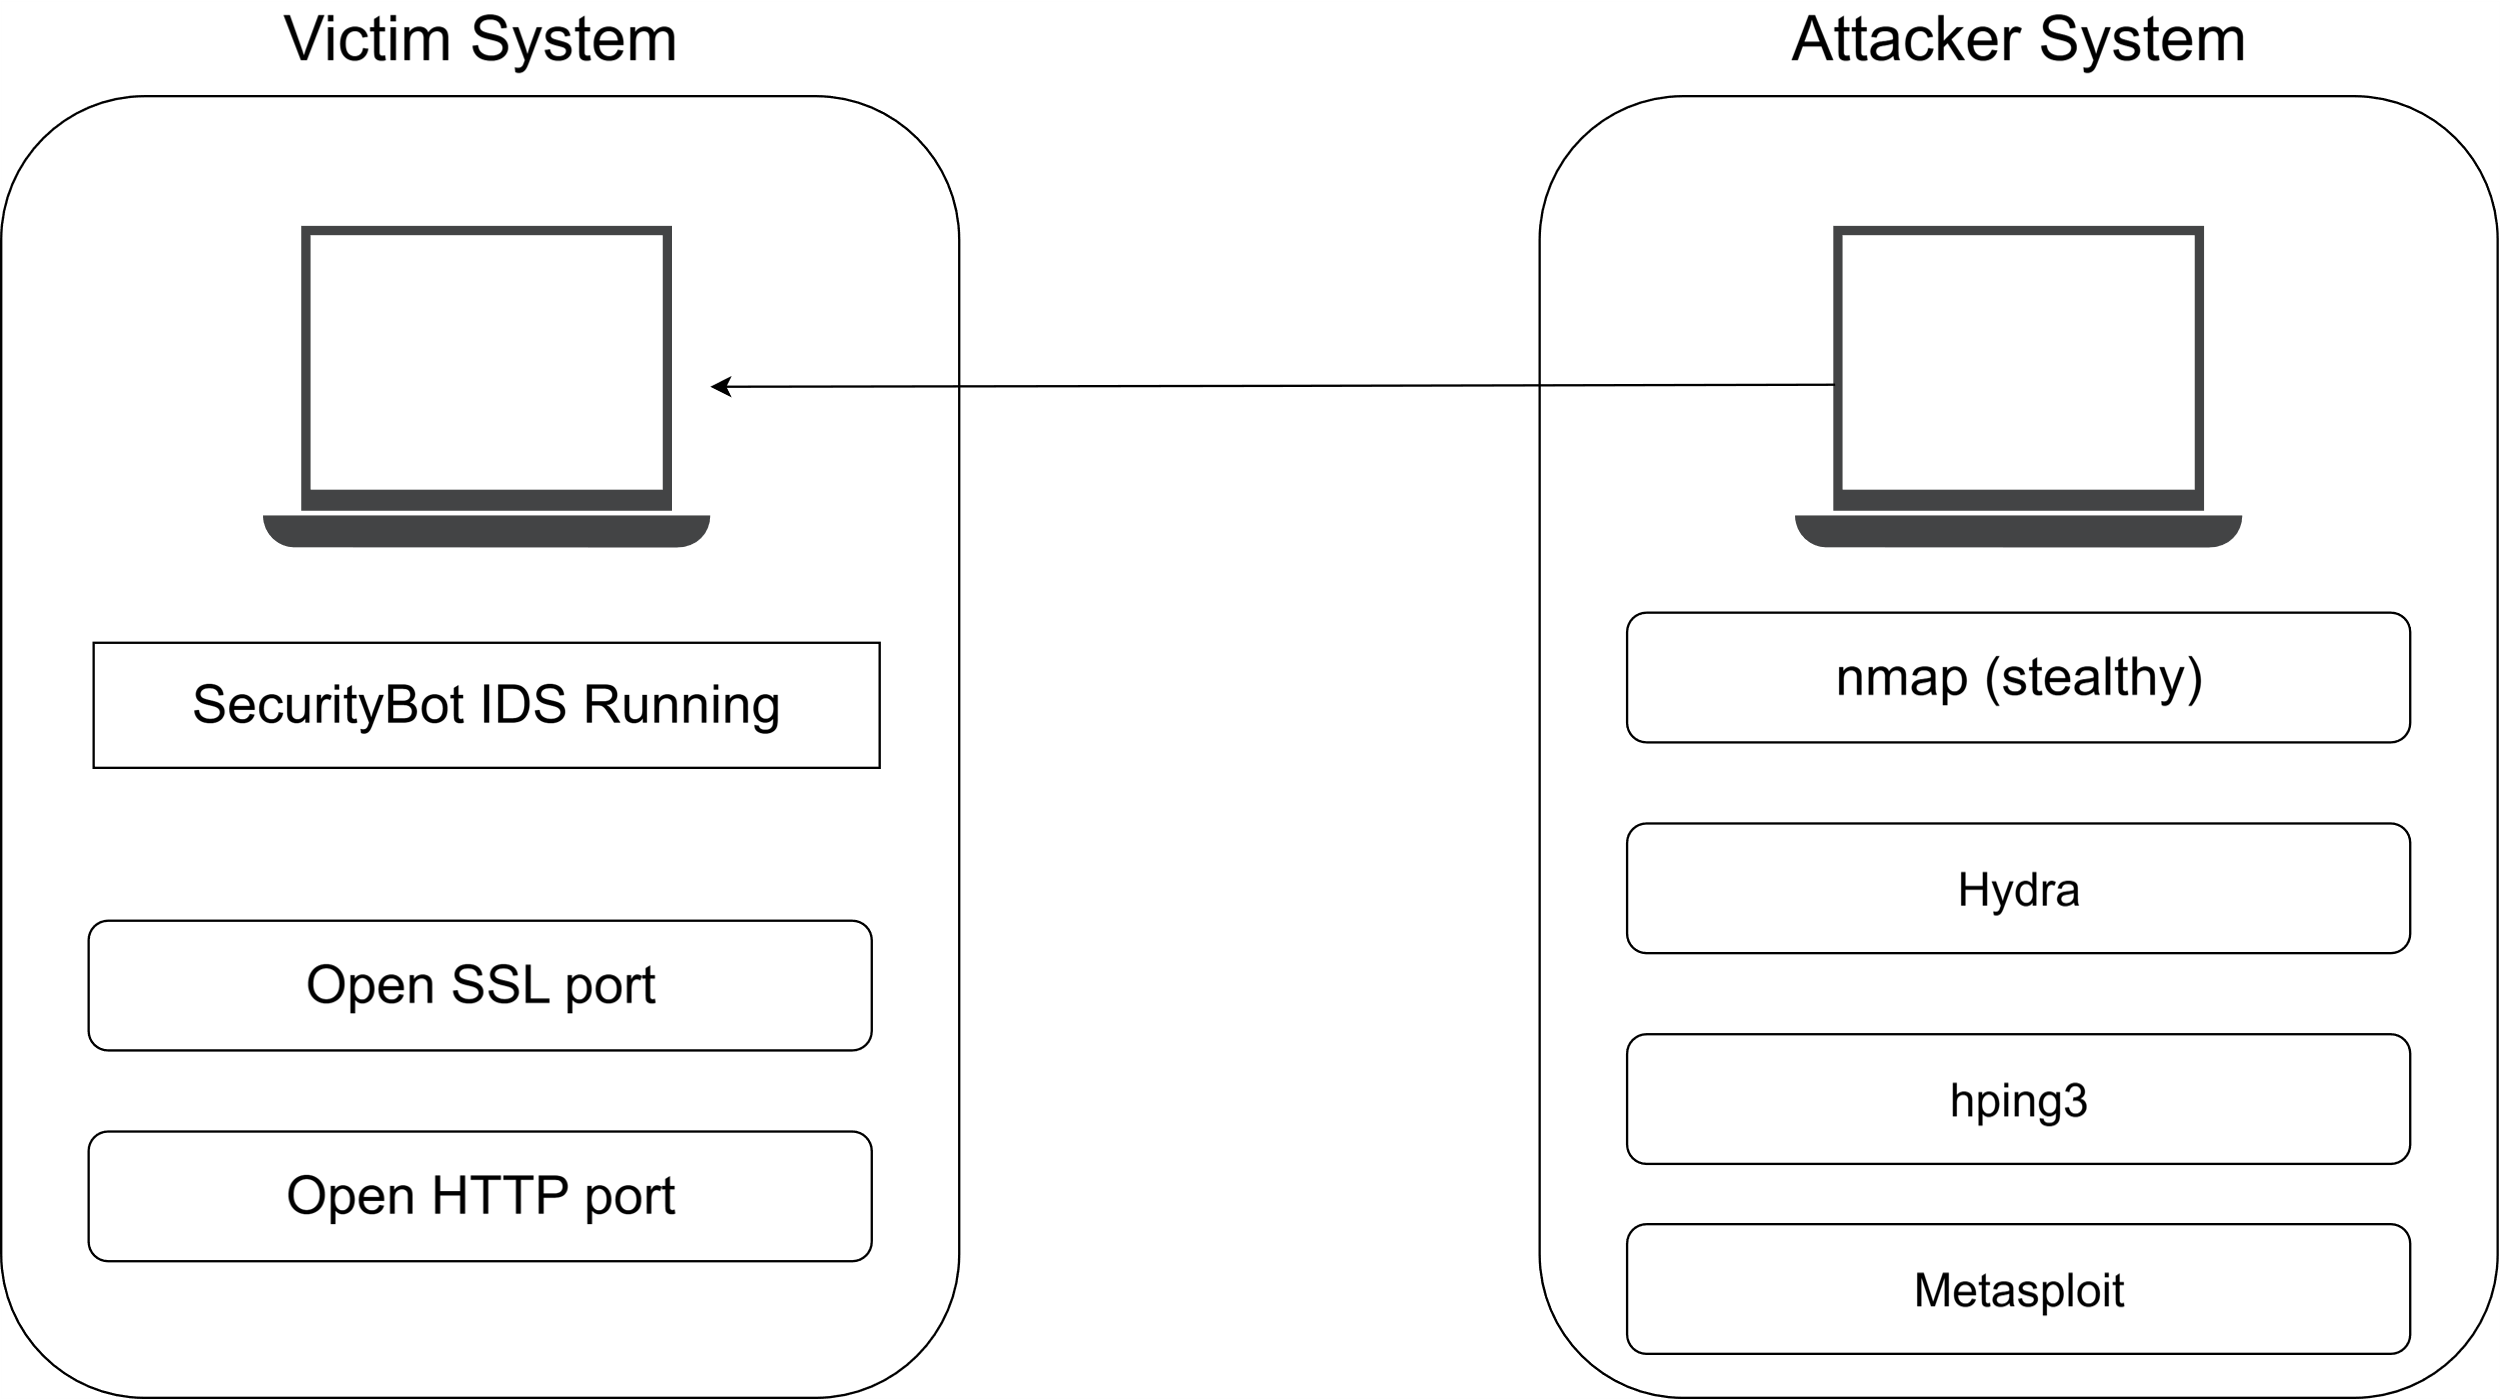 Victim System
Attacker System
SecurityBot IDS Running
Open SSL port
Open HTTP port
nmap (stealthy)
Hydra
hping3
Metasploit